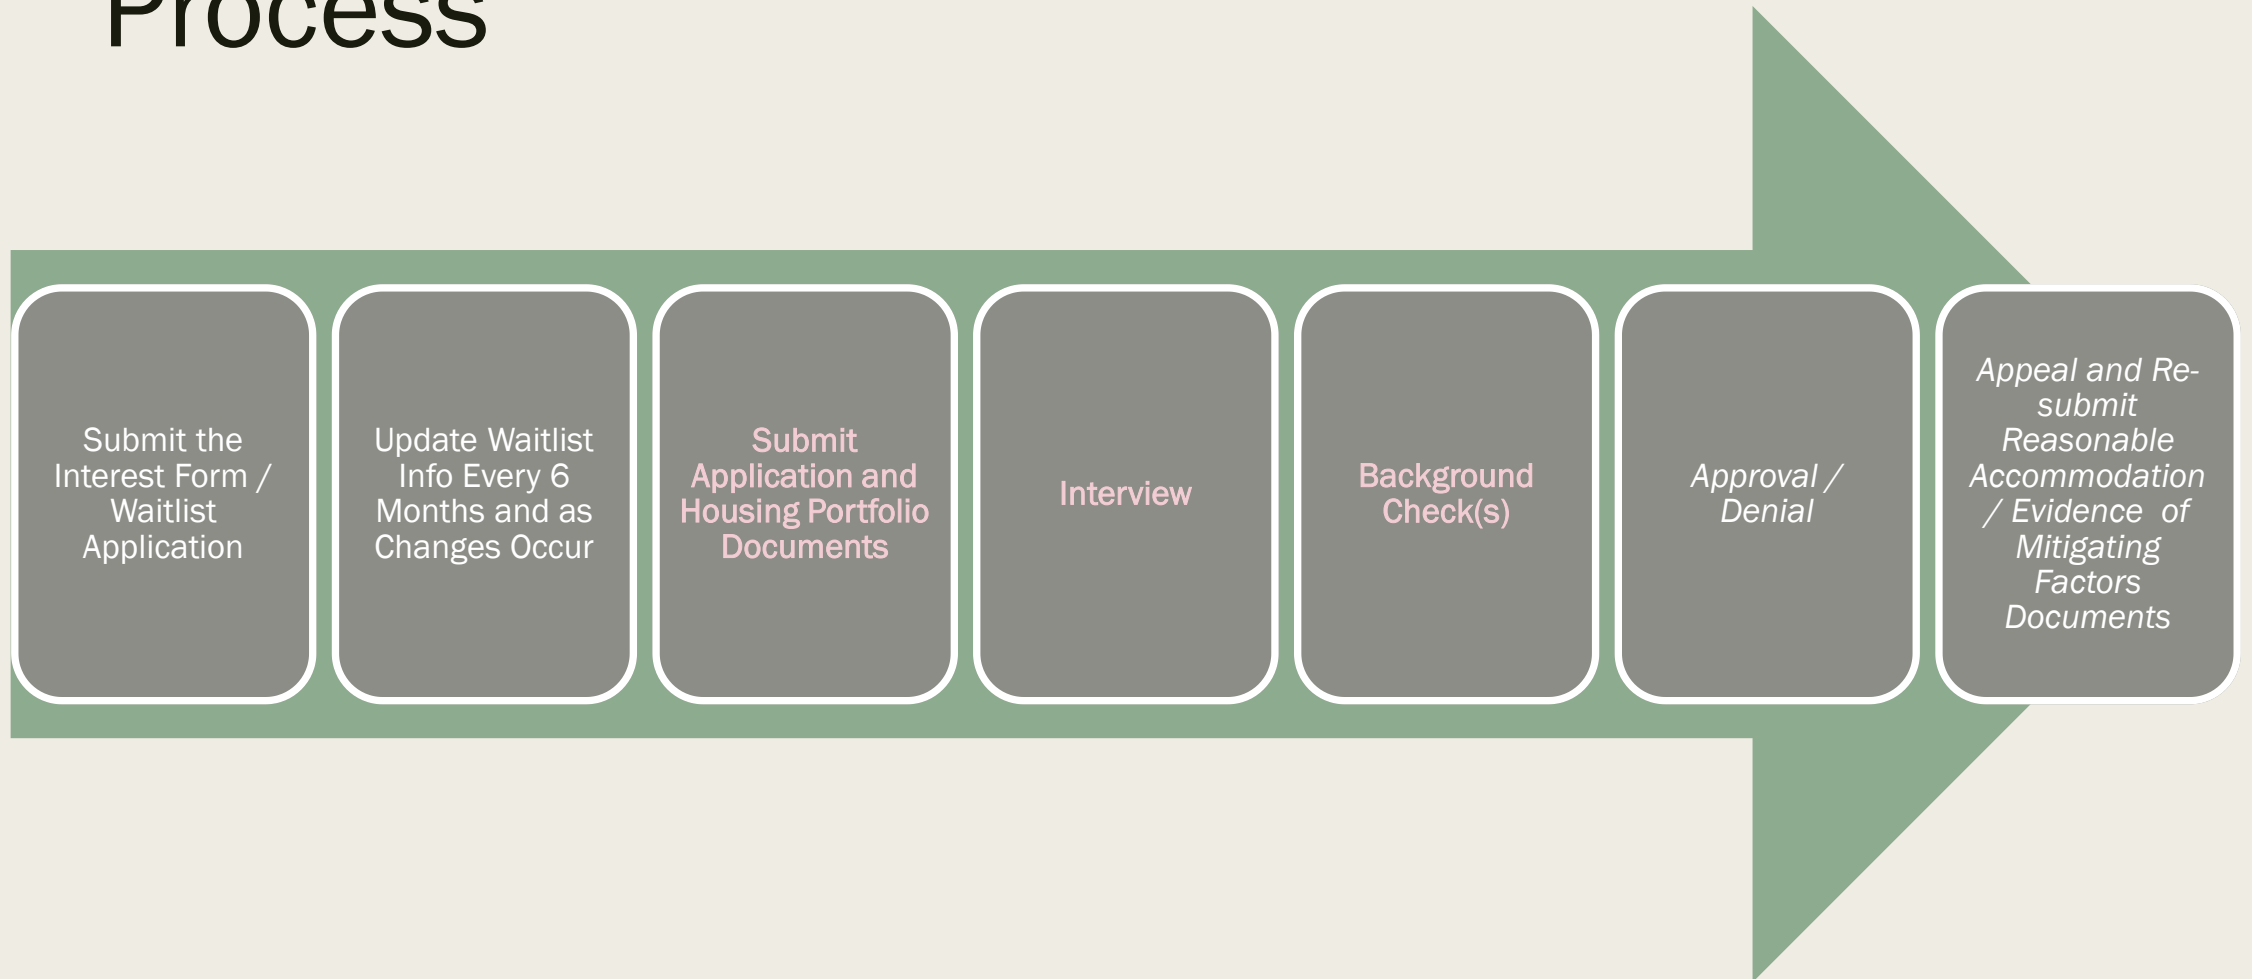 Process
Submit the
Interest Form /
Waitlist
Application
Update Waitlist
Info Every 6
Months and as
Changes Occur
Submit
Application and
Housing Portfolio
Documents
Interview
Background
Check(s)
Approval /
Denial
Appeal and Re-
submit
Reasonable
Accommodation
/ Evidence  of
Mitigating
Factors
Documents